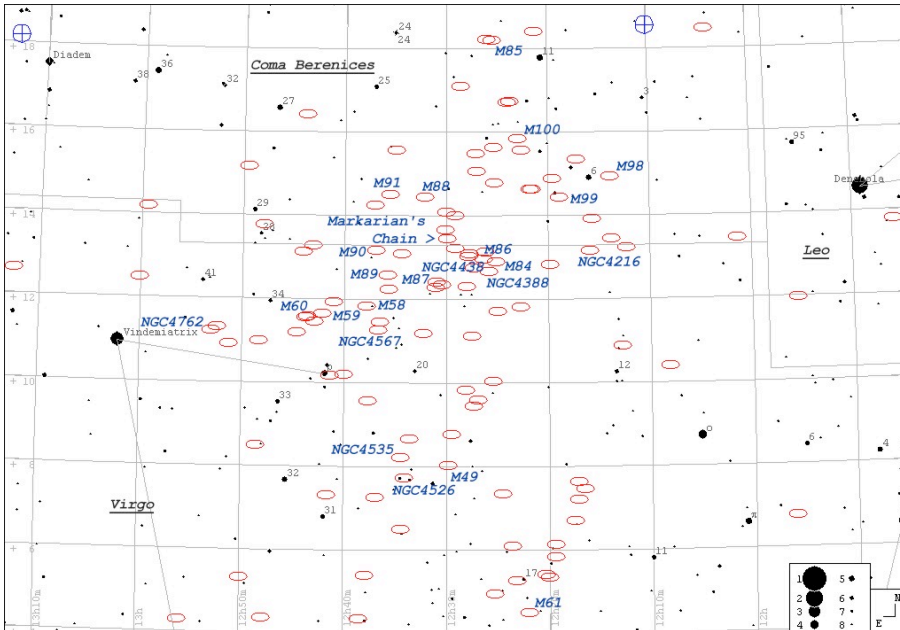 24
24
+ 18
Diadem
M85
11
36
38
32
Coma Berenices
25
3
27
+ 16
M100
95
6
M98
Denebola
M91
M88
M99
+ 14
29
28
Markarian's
Chain >
M90
M86
Leo
NGC4438
M84
NGC4216
41
M89
M87
NGC4388
+ 12
34
M60
M59
M58
NGC4762
Vindemiatrix
NGC4567
ρ
20
12
+ 10
33
o
NGC4535
6
4
+ 8
32
M49
NGC4526
Virgo
31
π
+ 6
11
17
M61
1
2
3
4
5
6
7
8
N
E
13h10m
13h
12h50m
12h40m
12h10m
12h